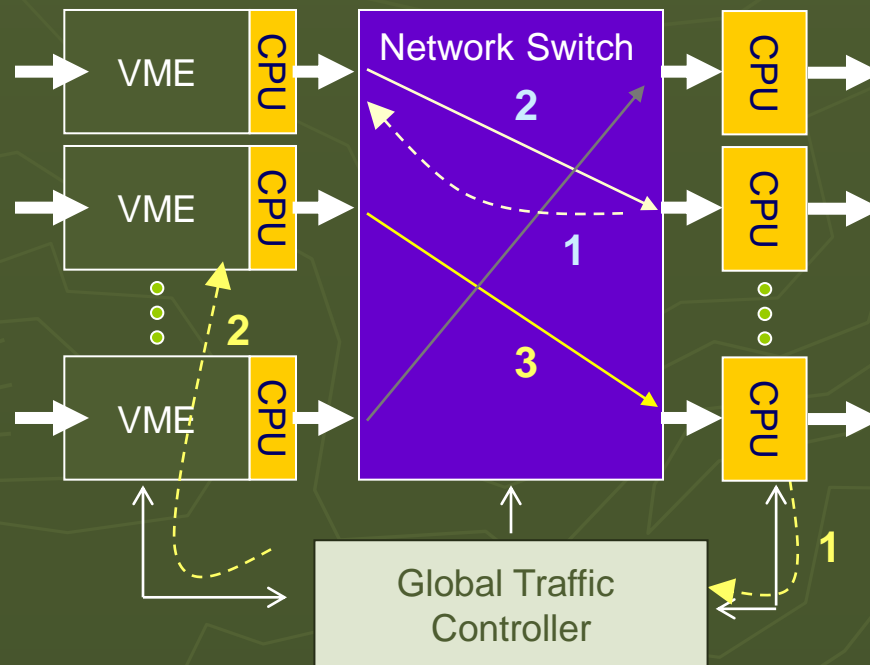 VME
CPU
Network Switch
CPU
2
VME
CPU
CPU
1
2
3
VME
CPU
CPU
1
Global Traffic
Controller